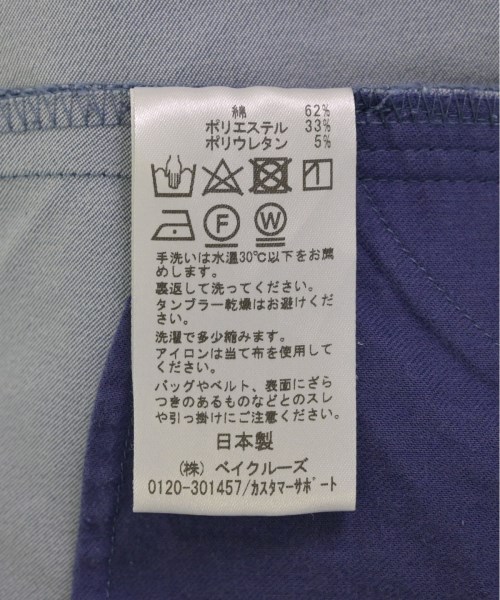 綿 62%
ポリエステル 33%
ポリウレタン 5%
F W
手洗いは水温30℃以下をお薦
めします。
裏返して洗ってください。
タンブラー乾燥はお避けくださ
い。
洗濯で多少縮みます。
アイロンは当て布を使用して
ください。
バッグやベルト、表面にざら
つきのあるものなどとのスレ
や引っ掛けにご注意ください。
日本製
(株) ベイクルーズ
0120-301457/カスタマーサポート